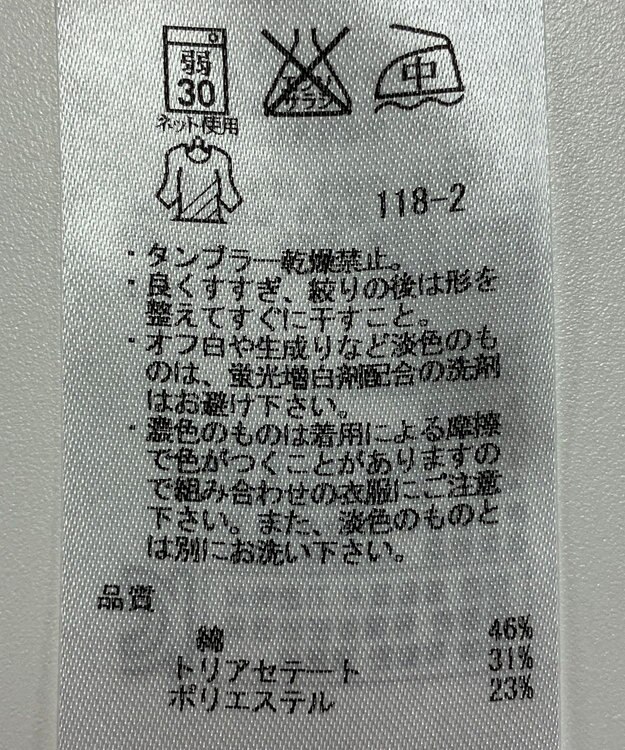 弱 エンソ 中
30 サラシ
ネット使用
118-2
・タンブラー乾燥禁止。
・良くすすぎ、絞りの後は形を
整えてすぐに干すこと。
・オフ白や生成りなど淡色のも
のは、蛍光増白剤配合の洗剤
はお避け下さい。
・濃色のものは着用による摩擦
で色がつくことがありますの
で組み合わせの衣服にご注意
下さい。また、淡色のものと
は別にお洗い下さい。
品質
綿 46%
トリアセテート 31%
ポリエステル 23%